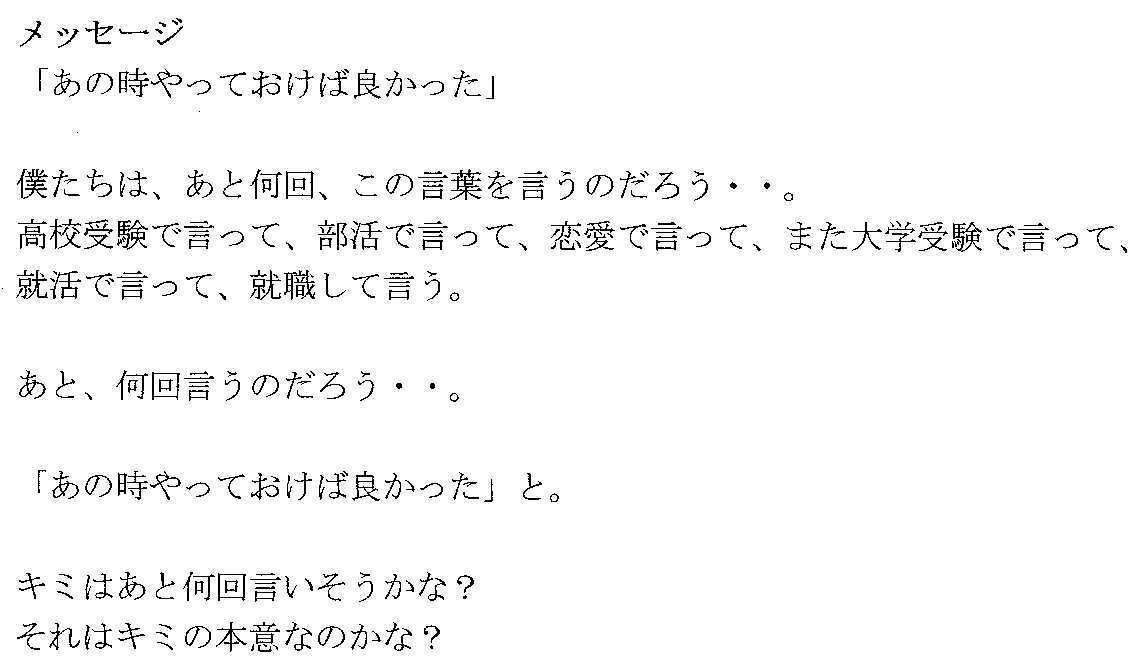 メッセージ
「あの時やっておけば良かった」
僕たちは、あと何回、この言葉を言うのだろう・・。
高校受験で言って、部活で言って、恋愛で言って、また大学受験で言って、
就活で言って、就職して言う。
あと、何回言うのだろう・・。
「あの時やっておけば良かった」と。
キミはあと何回言いそうかな？
それはキミの本意なのかな？